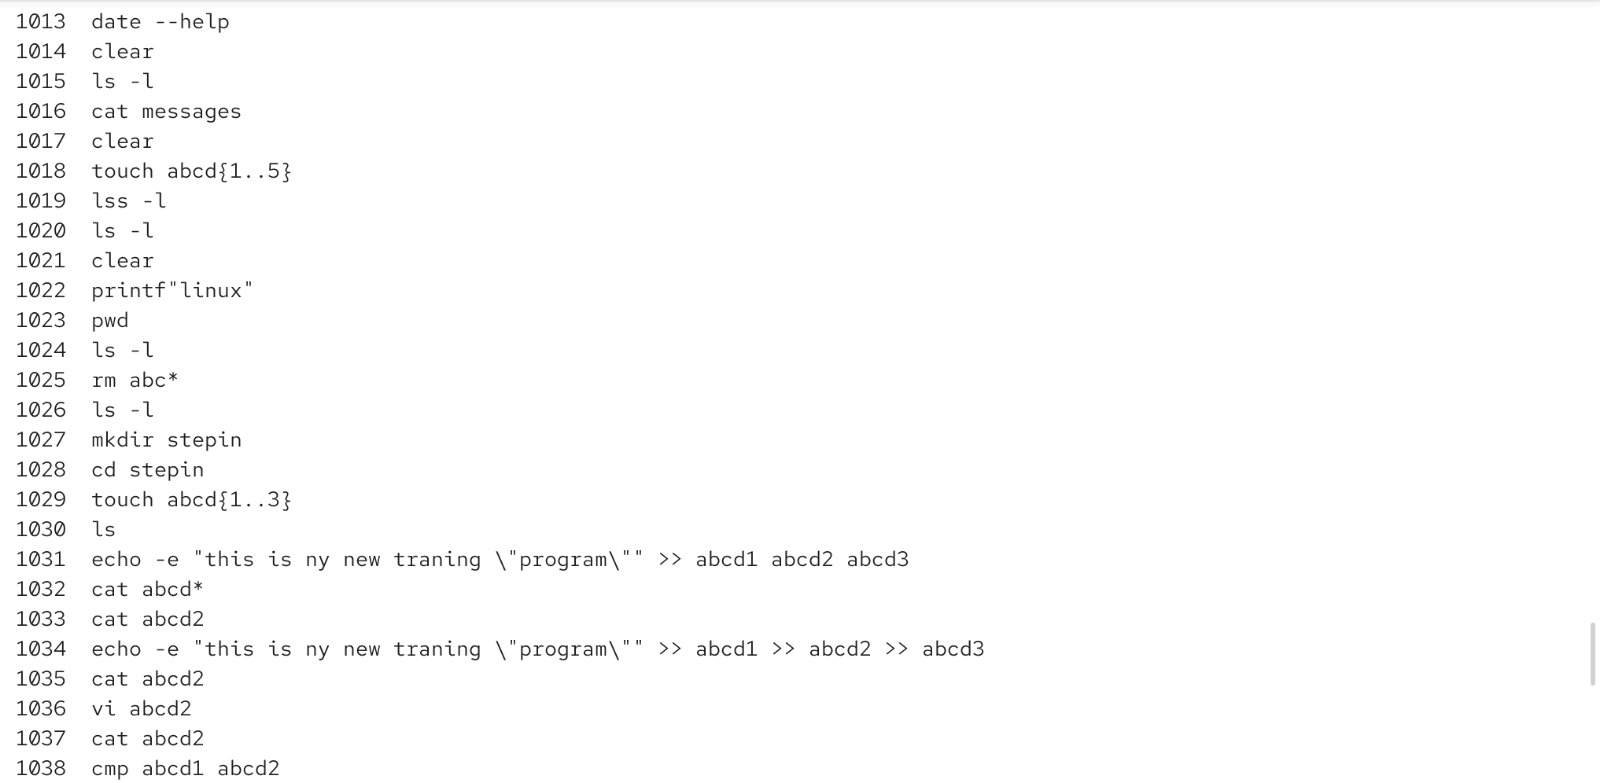 1013 date --help
1014 clear
1015 ls -l
1016 cat messages
1017 clear
1018 touch abcd{1..5}
1019 lss -l
1020 ls -l
1021 clear
1022 printf"linux"
1023 pwd
1024 ls -l
1025 rm abc*
1026 ls -l
1027 mkdir stepin
1028 cd stepin
1029 touch abcd{1..3}
1030 ls
1031 echo -e "this is ny new traning \"program\"" >> abcd1 abcd2 abcd3
1032 cat abcd*
1033 cat abcd2
1034 echo -e "this is ny new traning \"program\"" >> abcd1 >> abcd2 >> abcd3
1035 cat abcd2
1036 vi abcd2
1037 cat abcd2
1038 cmp abcd1 abcd2